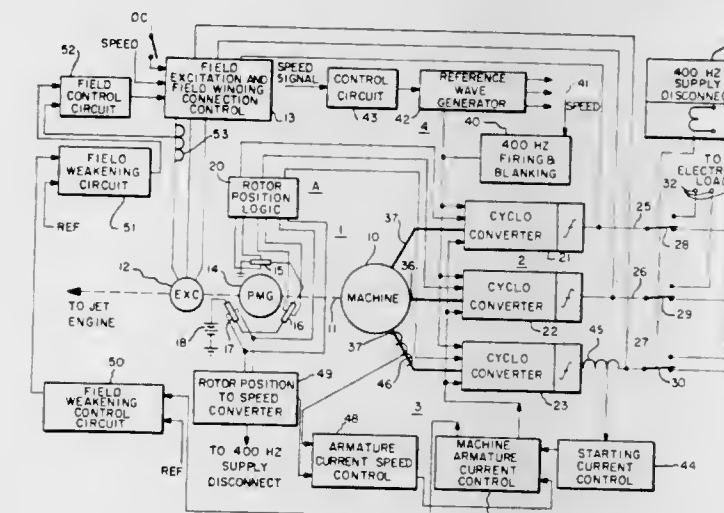 DC
52
SPEED
FIELD
CONTROL
CIRCUIT
FIELD
EXCITATION AND
FIELD WINDING
CONNECTION CONTROL
13
SPEED
SIGNAL
CONTROL
CIRCUIT
43
REFERENCE
WAVE
GENERATOR
42
41
SPEED
4
40
400 HZ
FIRING &
BLANKING
400 HZ
SUPPLY
DISCONNECT
53
FIELD
WEAKENING
CIRCUIT
51
REF
20
A
ROTOR
POSITION
LOGIC
1
TO
ELECTRI
LOAD
32
37
10
CYCLO
CONVERTER
21
25
28
12
EXC
14
PMG
15
16
11
MACHINE
36
2
CYCLO
CONVERTER
22
26
29
TO JET
ENGINE
18
17
37
46
CYCLO
CONVERTER
23
45
27
30
50
FIELD
WEAKENING
CONTROL
CIRCUIT
REF
49
ROTOR POSITION
TO SPEED
CONVERTER
TO 400 HZ
SUPPLY
DISCONNECT
48
ARMATURE
CURRENT SPEED
CONTROL
3
MACHINE
ARMATURE
CURRENT
CONTROL
STARTING
CURRENT
CONTROL
44